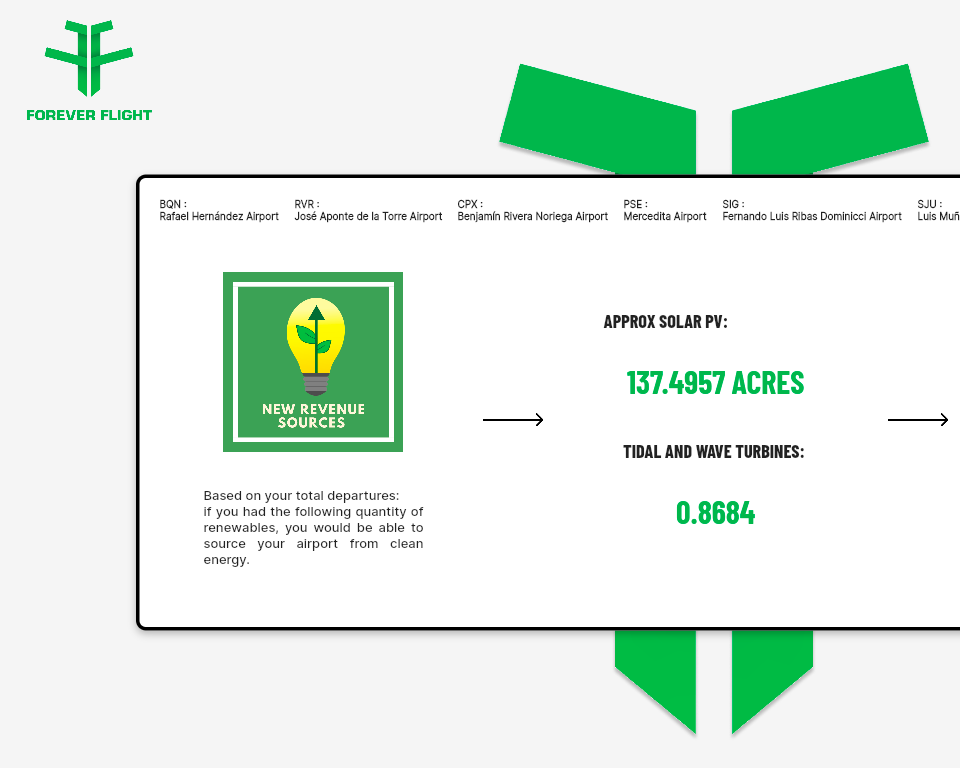 FOREVER FLIGHT
BQN :
Rafael Hernández Airport
RVR :
José Aponte de la Torre Airport
CPX :
Benjamín Rivera Noriega Airport
PSE :
Mercedita Airport
SIG :
Fernando Luis Ribas Dominicci Airport
SJU :
Luis
NEW REVENUE
SOURCES
Based on your total departures:
if you had the following quantity of
renewables, you would be able to
source your airport from clean
energy.
APPROX SOLAR PV:
137.4957 ACRES
TIDAL AND WAVE TURBINES:
0.8684